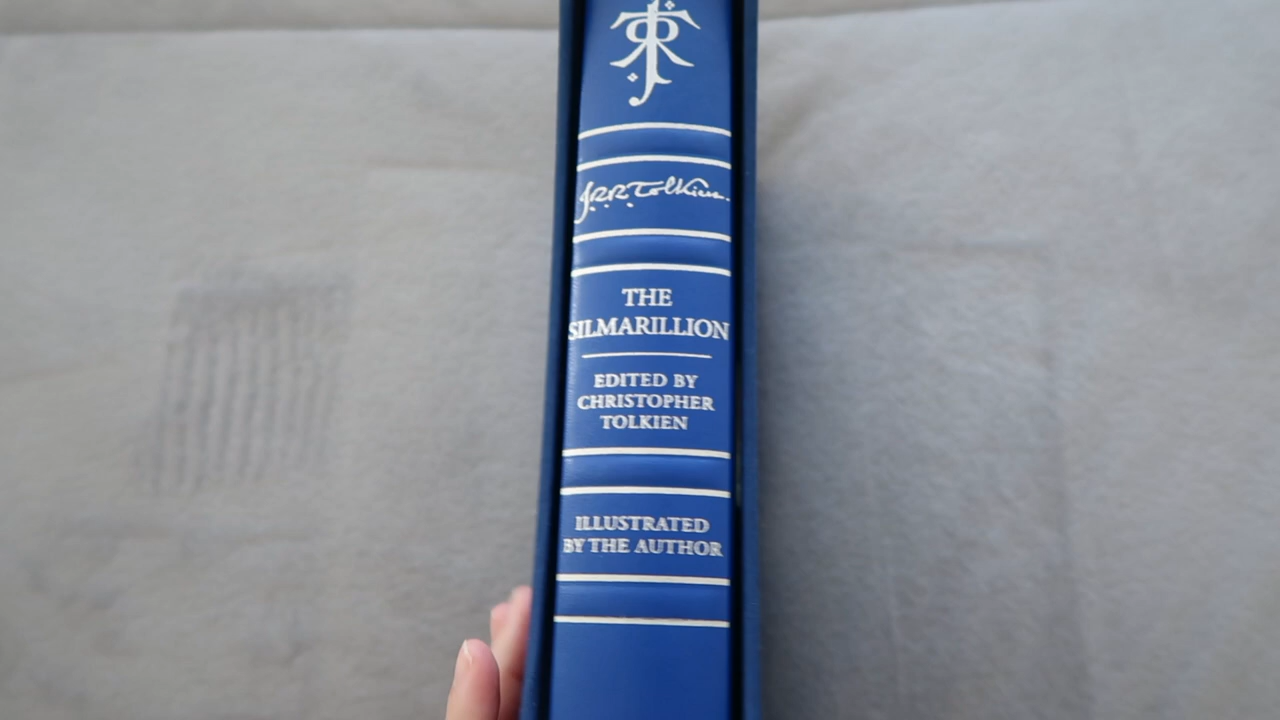 J.R.R. Tolkien.
THE
SILMARILLION
EDITED BY
CHRISTOPHER
TOLKIEN
ILLUSTRATED
BY THE AUTHOR